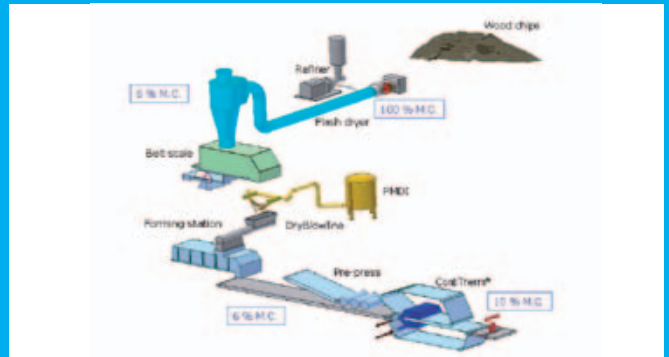 Wood chips
Refiner
6 % M.C.
100 % M.C.
Flash dryer
Belt scale
PMDI
Forming station
DryBlowline
Pre-press
ContiTherm®
6 % M.C.
10 % M.C.